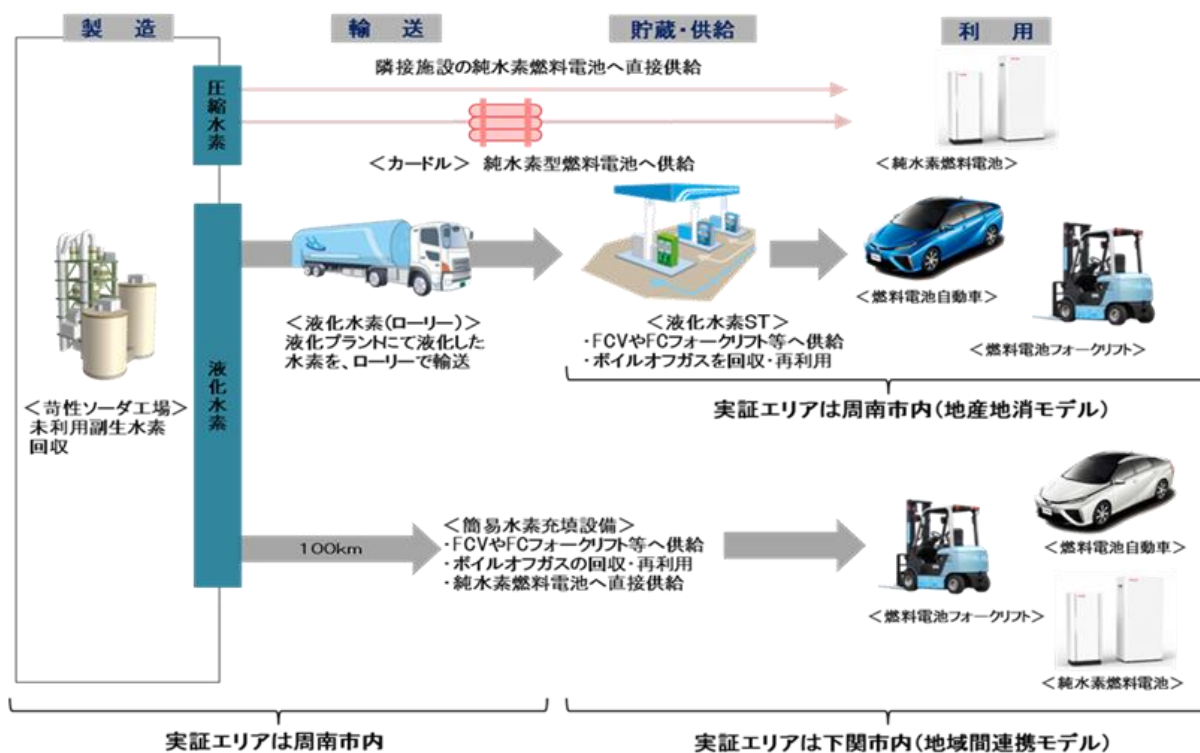 製 造
輸 送
貯蔵・供給
利 用
圧縮水素
隣接施設の純水素燃料電池へ直接供給
<カードル> 純水素型燃料電池へ供給
<純水素燃料電池>
液化水素
<苛性ソーダ工場>
未利用副生水素
回収
<液化水素(ローリー)>
液化プラントにて液化した
水素を、ローリーで輸送
<液化水素ST>
・FCVやFCフォークリフト等へ供給
・ボイルオフガスを回収・再利用
<燃料電池自動車>
<燃料電池フォークリフト>
実証エリアは周南市内(地産地消モデル)
100km
<簡易水素充填設備>
・FCVやFCフォークリフト等へ供給
・ボイルオフガスの回収・再利用
・純水素燃料電池へ直接供給
<燃料電池フォークリフト>
<燃料電池自動車>
<純水素燃料電池>
実証エリアは周南市内
実証エリアは下関市内(地域間連携モデル)